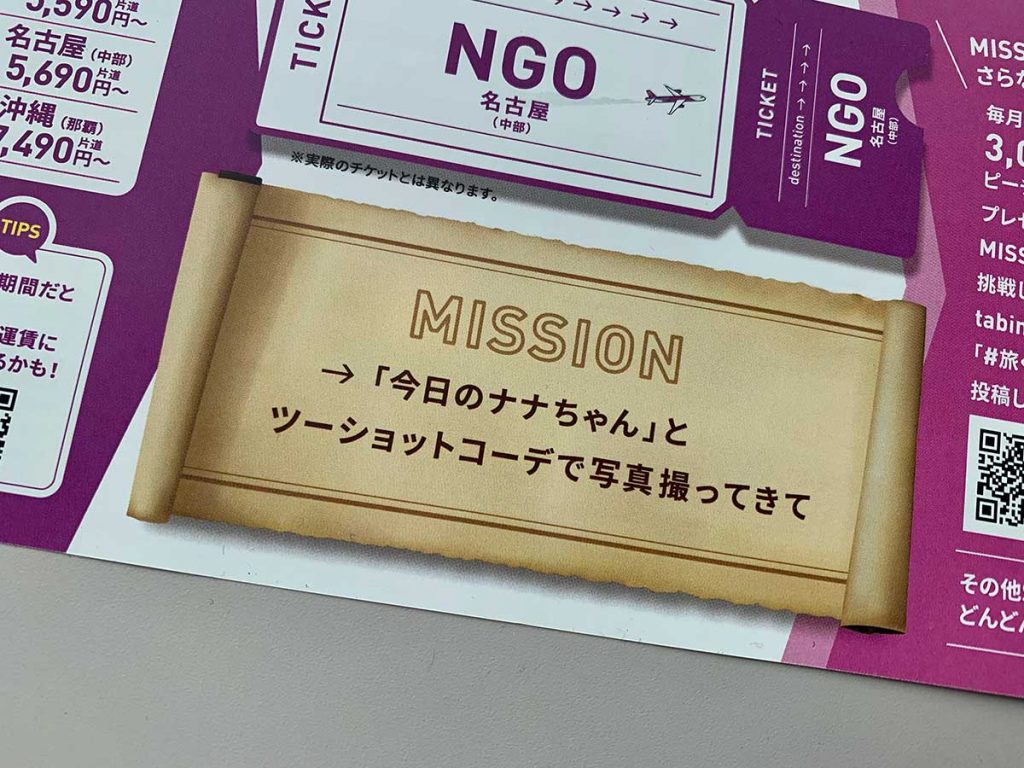 5,590片道円〜
名古屋(中部)
5,690片道円〜
沖縄(那覇)
7,490片道円〜
TIPS
期間だと
運賃に
るかも!
NGO
名古屋
(中部)
TICKET
destination →→→→→
NGO
名古屋
(中部)
※実際のチケットとは異なります。
MISSION
→「今日のナナちゃん」と
ツーショットコーデで写真撮ってきて
MISS
さらな
毎月
3,0
ピー
プレゼ
MISS
挑戦し
tabin
「#旅く
投稿し
その他
どんどん